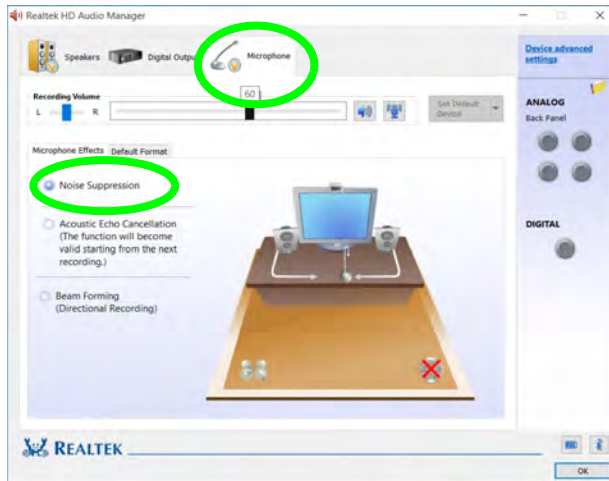 Realtek HD Audio Manager
Speakers
Digital Output
Microphone
Device advanced
settings
Recording Volume
L
R
60
Set Default
Device
ANALOG
Back Panel
Microphone Effects
Default Format
Noise Suppression
Acoustic Echo Cancellation
(The function will become
valid starting from the next
recording.)
DIGITAL
Beam Forming
(Directional Recording)
REALTEK
OK